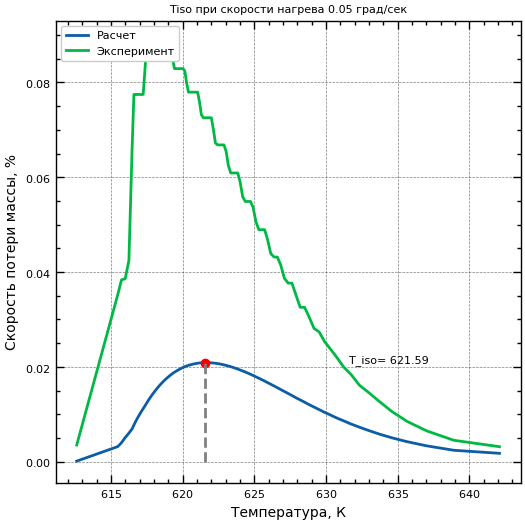 Tiso при скорости нагрева 0.05 град/сек
Расчет
Эксперимент
Скорость потери массы, %
0.08
0.06
0.04
0.02
0.00
T_iso= 621.59
615 620 625 630 635 640
Температура, К